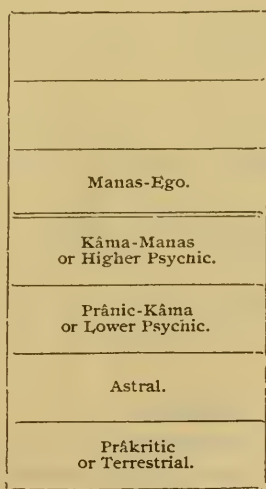 Manas-Ego.
Kâma-Manas
or Higher Psychic.
Prânic-Kâma
or Lower Psychic.
Astral.
Prâkritic
or Terrestrial.